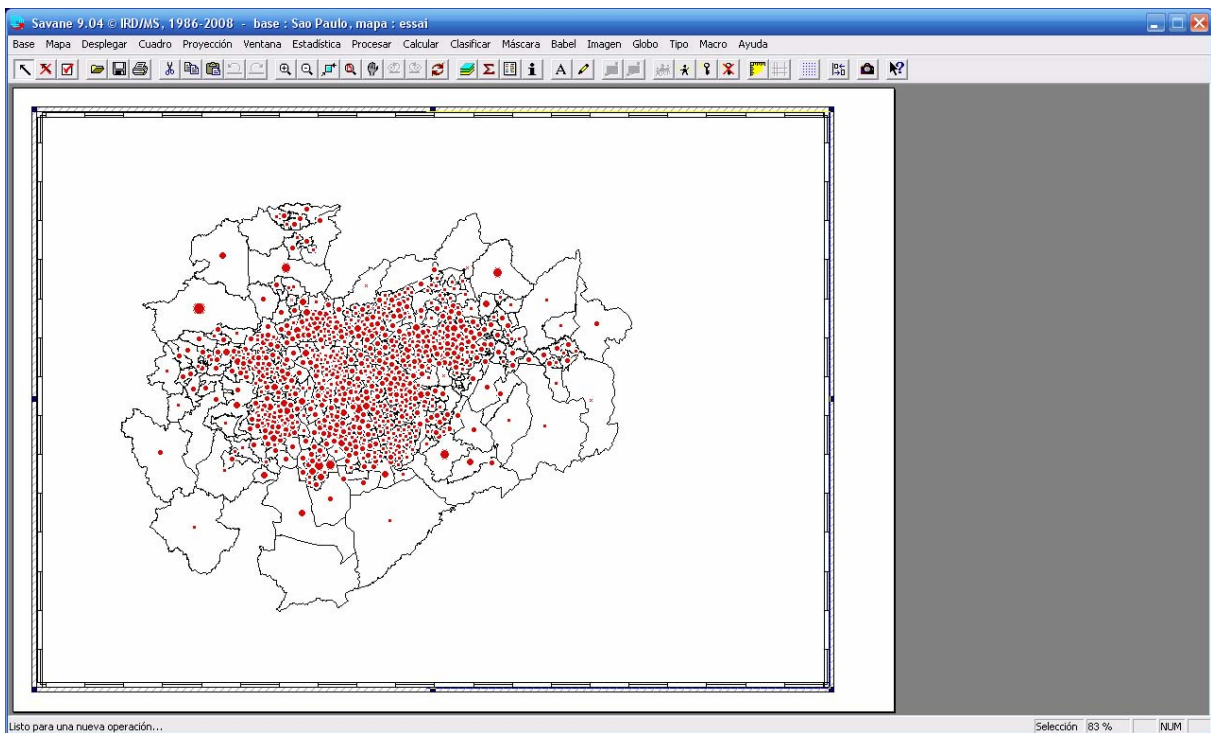 Savane 9.04 © IRD/MS, 1986-2008 - base : Sao Paulo, mapa : essai
Base Mapa Desplegar Cuadro Proyección Ventana Estadística Procesar Calcular Clasificar Máscara Babel Imagen Globo Tipo Macro Ayuda
Listo para una nueva operación... Selección 83 % NUM